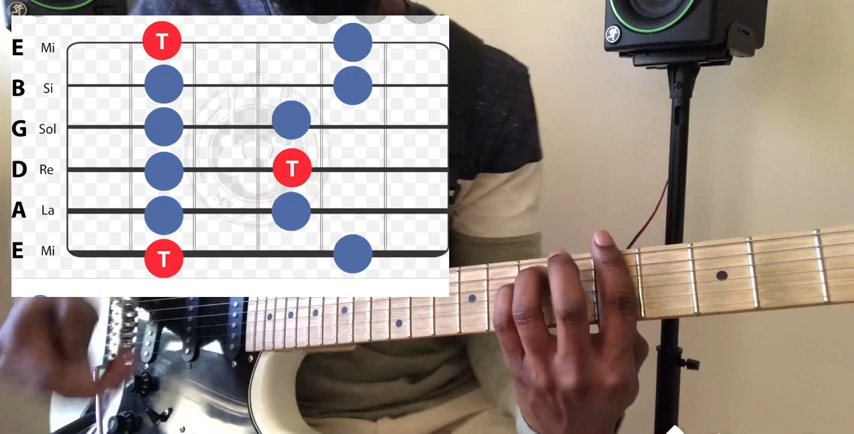 E Mi T
B Si
G Sol
D Re T
A La
E Mi T